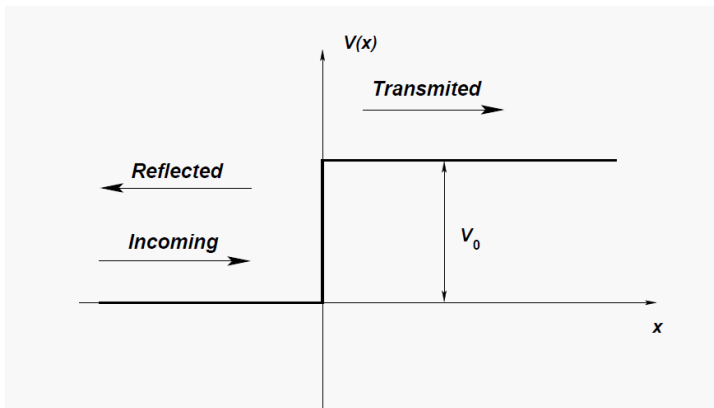 V(x)
Transmited
Reflected
Incoming
V0
x